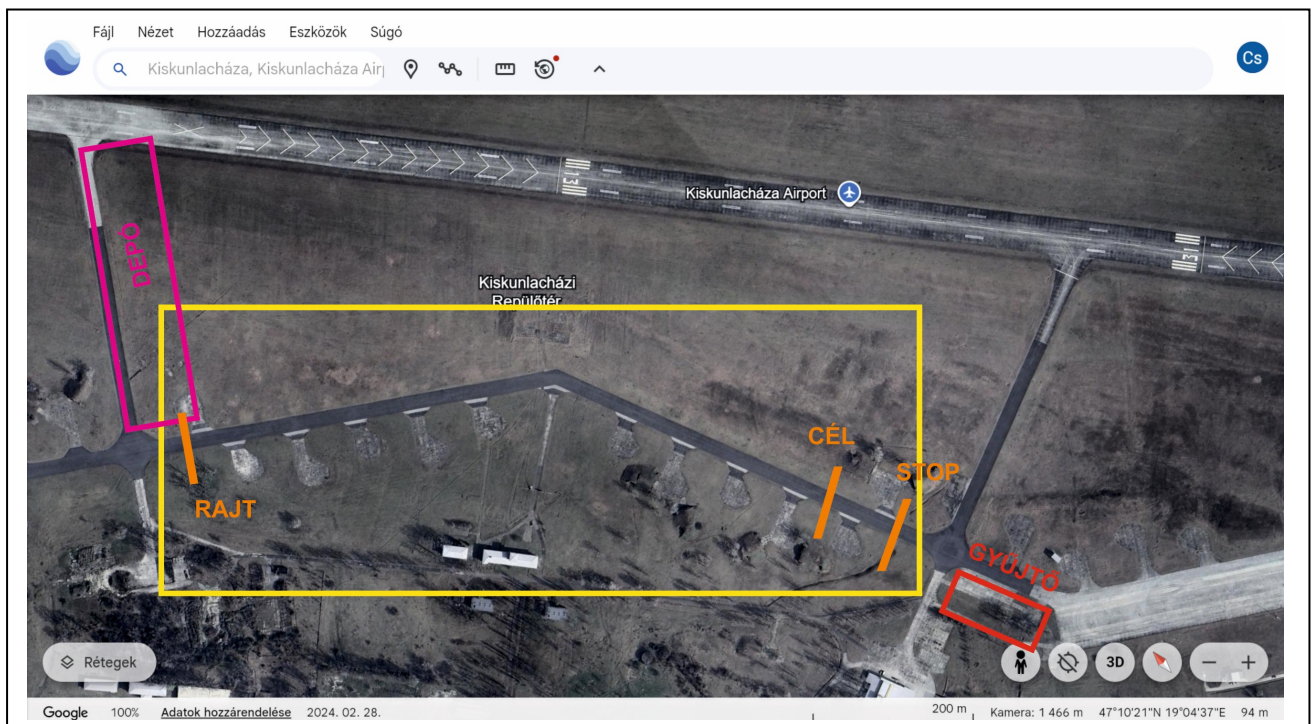 Fájl Nézet Hozzáadás Eszközök Súgó
Kiskunlacháza, Kiskunlacháza Air
Cs
13
Kiskunlacháza Airport
31
DEPÓ
Kiskunlacházi
Repülőtér
CÉL
STOP
RAJT
GYŰJTŐ
Rétegek
3D
Google 100% Adatok hozzárendelése 2024. 02. 28. 200 m Kamera: 1 466 m 47°10'21"N 19°04'37"E 94 m